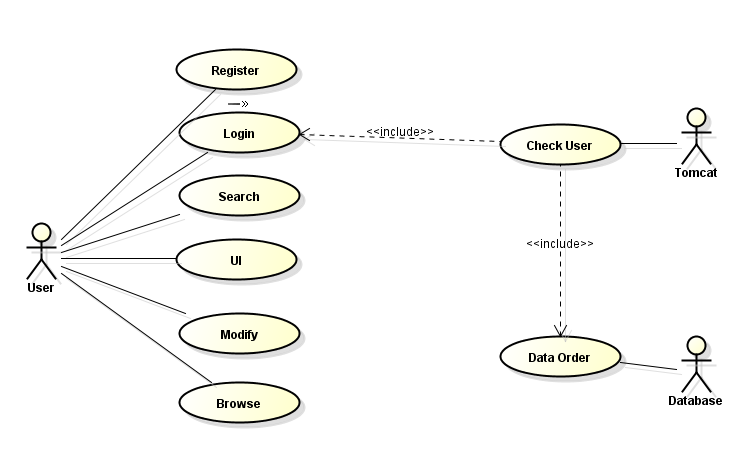 Register
—»
Login
<<include>>
Check User
Tomcat
Search
<<include>>
UI
User
Modify
Data Order
Database
Browse